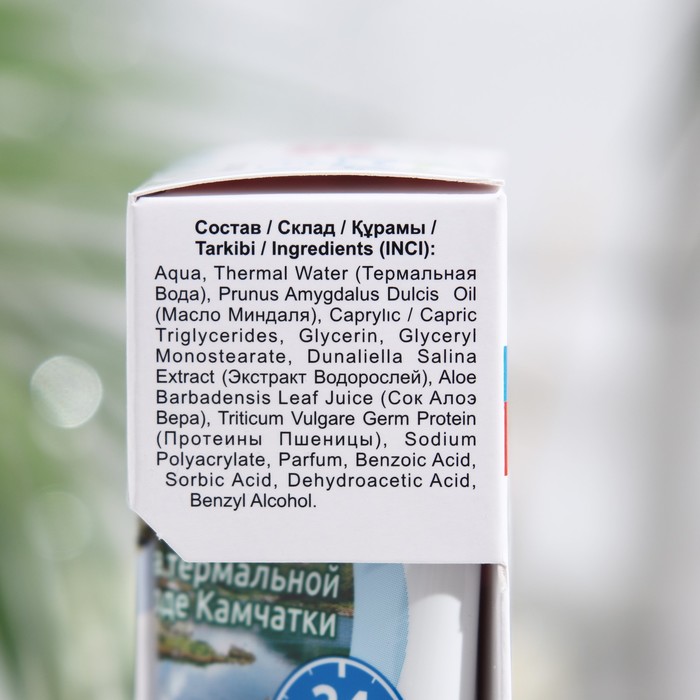 Состав / Склад / Құрамы /
Tarkibi / Ingredients (INCI):
Aqua, Thermal Water (Термальная
Вода), Prunus Amygdalus Dulcis Oil
(Масло Миндаля), Caprylic / Capric
Triglycerides, Glycerin, Glyceryl
Monostearate, Dunaliella Salina
Extract (Экстракт Водорослей), Aloe
Barbadensis Leaf Juice (Сок Алоэ
Вера), Triticum Vulgare Germ Protein
(Протеины Пшеницы), Sodium
Polyacrylate, Parfum, Benzoic Acid,
Sorbic Acid, Dehydroacetic Acid,
Benzyl Alcohol.
термальной
Камчатки
24